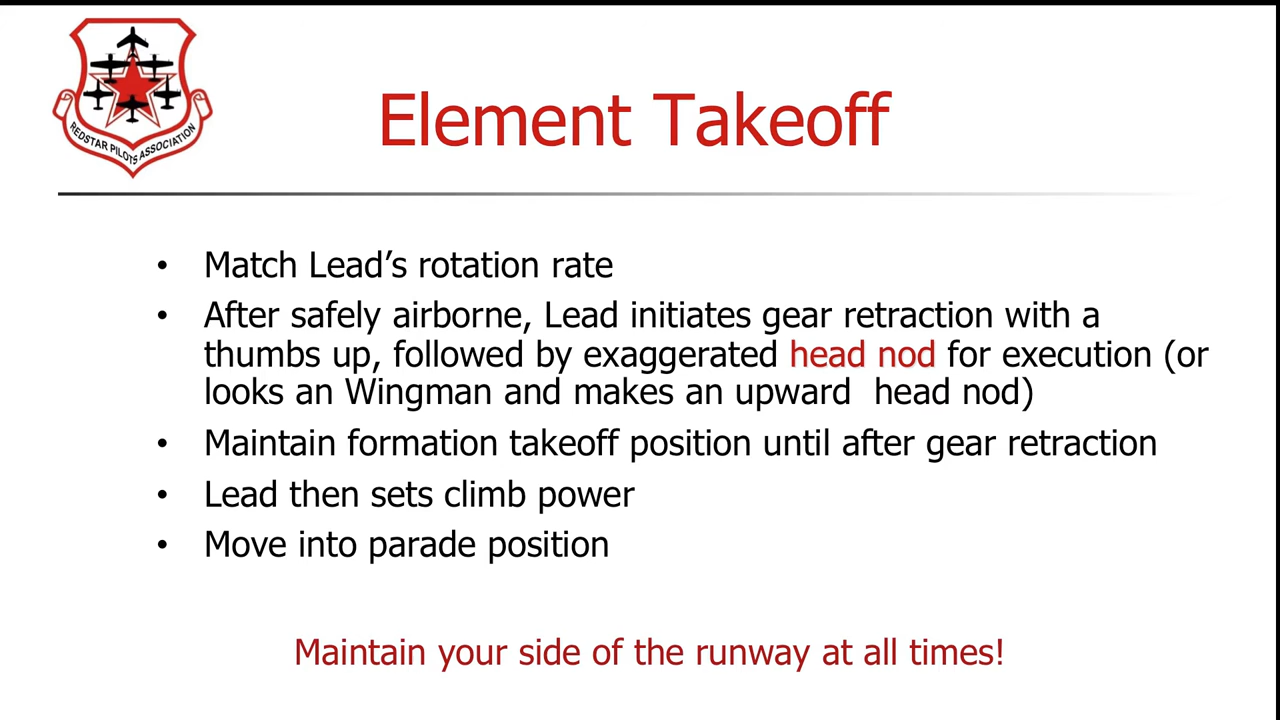 REDSTAR PILOTS ASSOCIATION
Element Takeoff
• Match Lead’s rotation rate
• After safely airborne, Lead initiates gear retraction with a
thumbs up, followed by exaggerated head nod for execution (or
looks an Wingman and makes an upward  head nod)
• Maintain formation takeoff position until after gear retraction
• Lead then sets climb power
• Move into parade position
Maintain your side of the runway at all times!